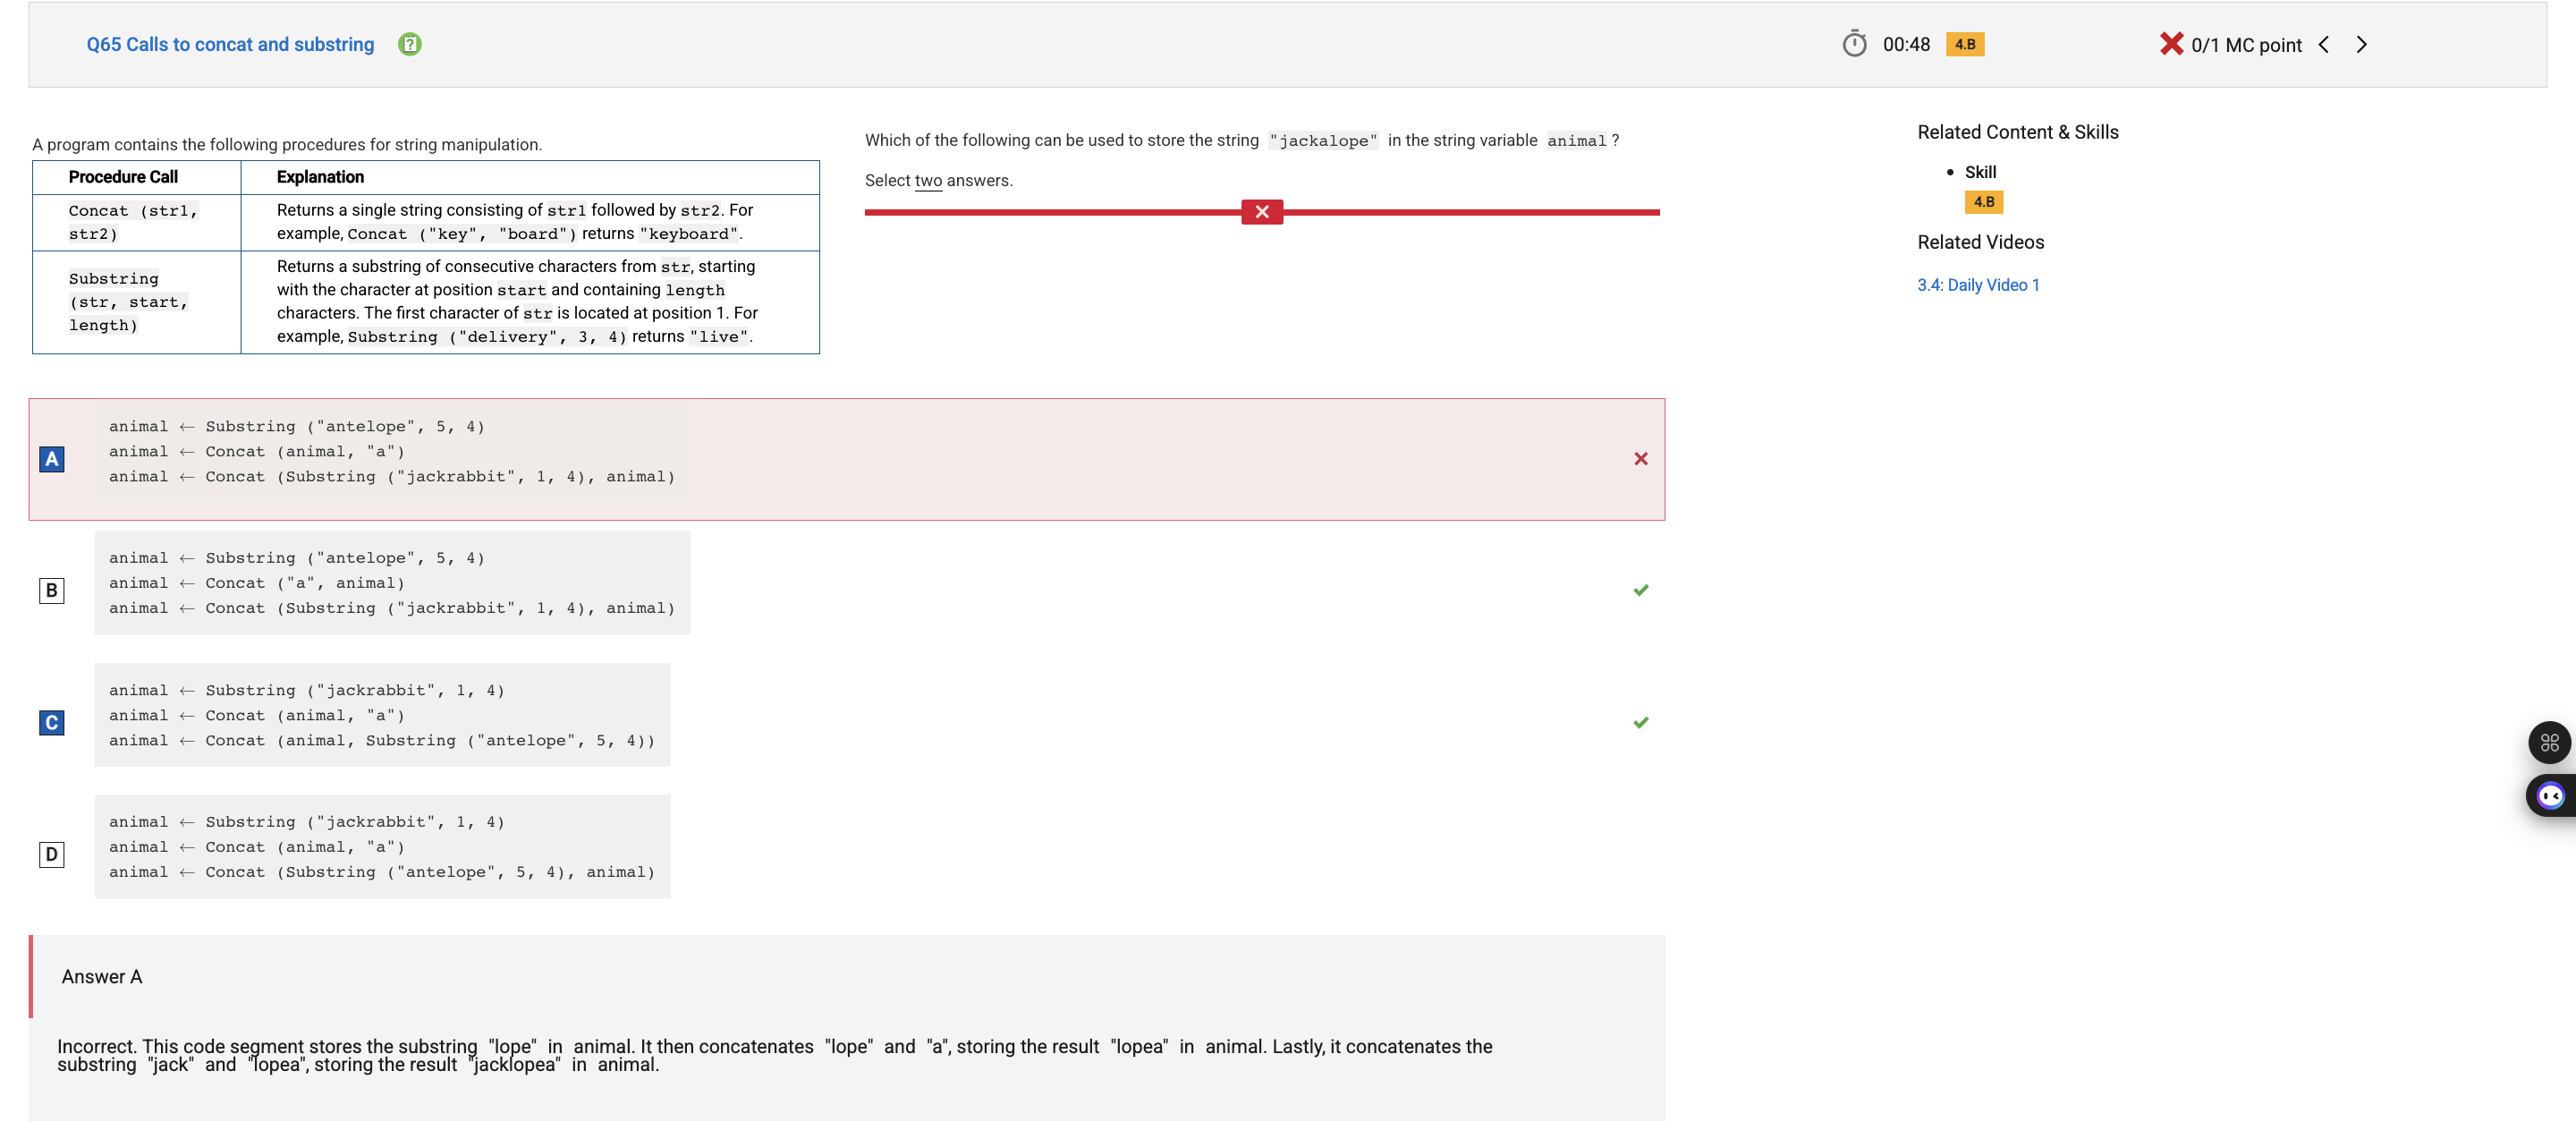 Q65 Calls to concat and substring
00:48 4.B
0/1 MC point
A program contains the following procedures for string manipulation.
Procedure Call Explanation
Concat (str1,
str2)
Returns a single string consisting of str1 followed by str2. For
example, Concat ("key", "board") returns "keyboard".
Substring
(str, start,
length)
Returns a substring of consecutive characters from str, starting
with the character at position start and containing length
characters. The first character of str is located at position 1. For
example, Substring ("delivery", 3, 4) returns "live".
Which of the following can be used to store the string "jackalope" in the string variable animal ?
Select two answers.
Related Content & Skills
• Skill
4.B
Related Videos
3.4: Daily Video 1
A
animal ← Substring ("antelope", 5, 4)
animal ← Concat (animal, "a")
animal ← Concat (Substring ("jackrabbit", 1, 4), animal)
B
animal ← Substring ("antelope", 5, 4)
animal ← Concat ("a", animal)
animal ← Concat (Substring ("jackrabbit", 1, 4), animal)
C
animal ← Substring ("jackrabbit", 1, 4)
animal ← Concat (animal, "a")
animal ← Concat (animal, Substring ("antelope", 5, 4))
D
animal ← Substring ("jackrabbit", 1, 4)
animal ← Concat (animal, "a")
animal ← Concat (Substring ("antelope", 5, 4), animal)
Answer A
Incorrect. This code segment stores the substring "lope" in animal. It then concatenates "lope" and "a", storing the result "lopea" in animal. Lastly, it concatenates the
substring "jack" and "lopea", storing the result "jacklopea" in animal.